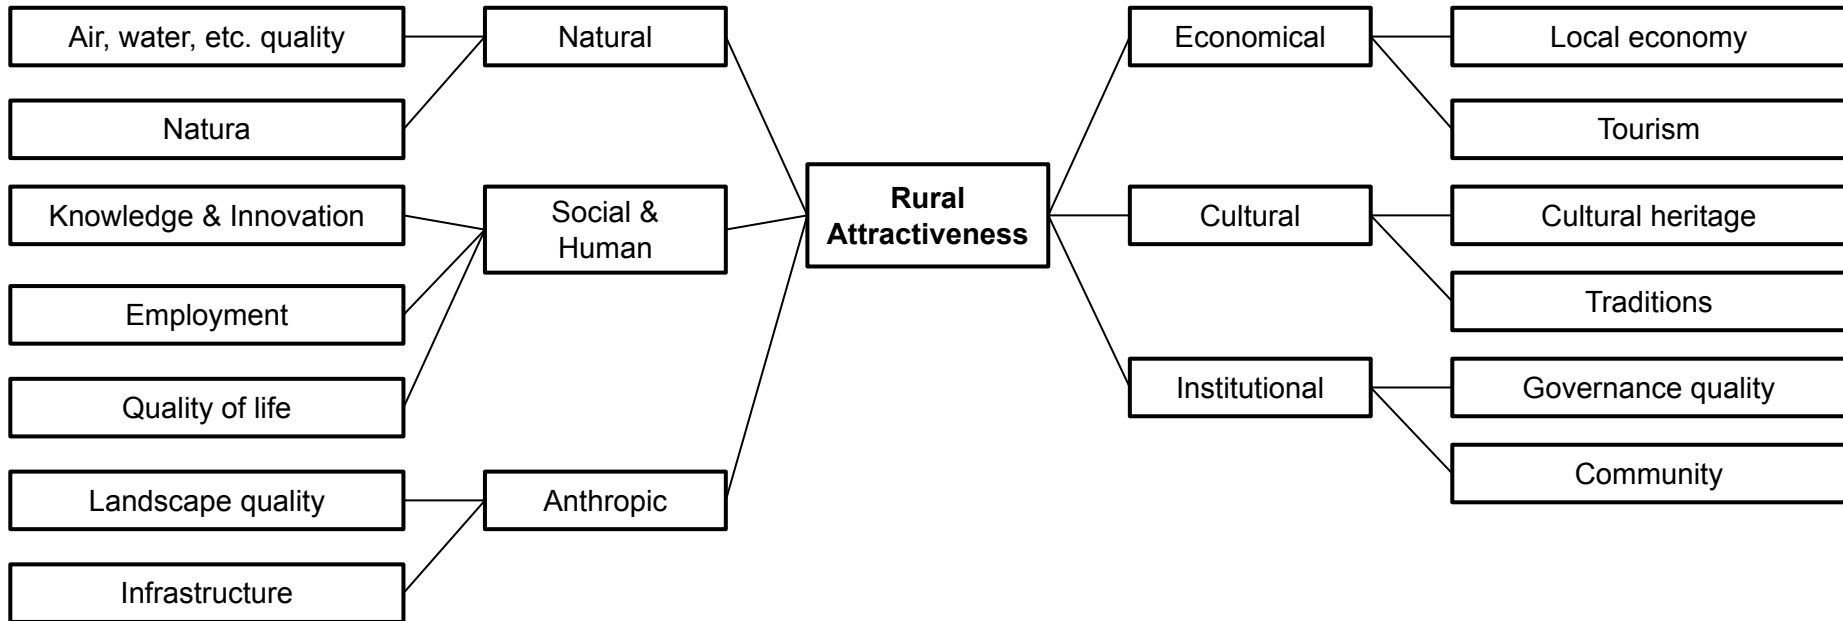 Air, water, etc. quality
Natural
Economical
Local economy
Natura
Tourism
Rural
Attractiveness
Knowledge & Innovation
Social &
Human
Cultural
Cultural heritage
Employment
Traditions
Quality of life
Institutional
Governance quality
Landscape quality
Anthropic
Community
Infrastructure